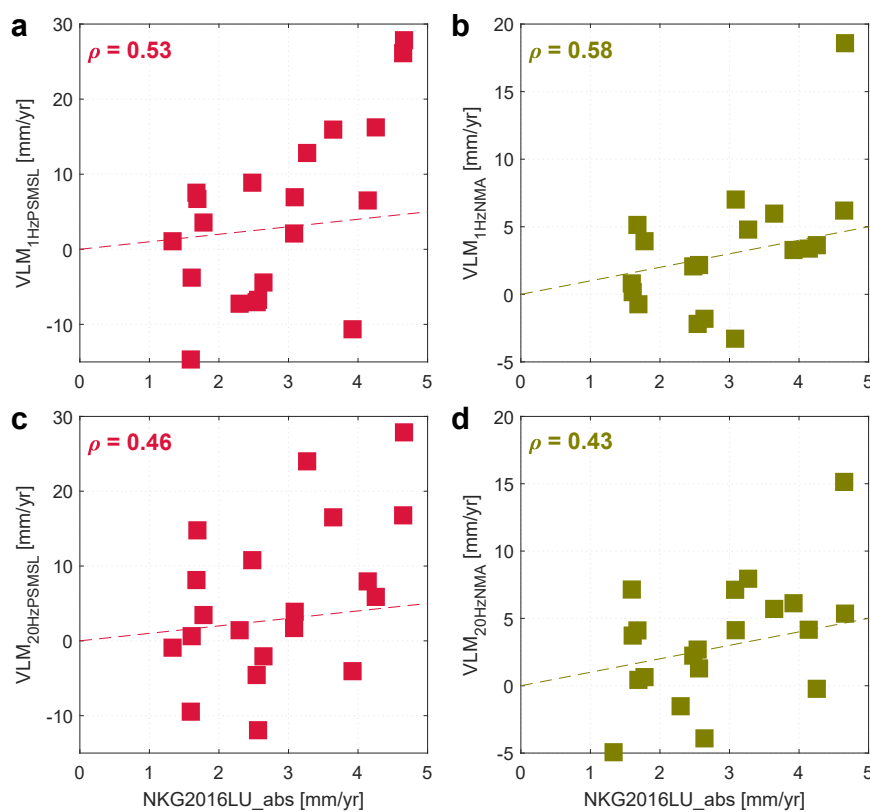 a
ρ = 0.53
30
20
10
0
-10
VLM1HzPSMSL [mm/yr]
0 1 2 3 4 5
b
ρ = 0.58
20
15
10
5
0
-5
VLM1HzNMA [mm/yr]
0 1 2 3 4 5
c
ρ = 0.46
30
20
10
0
-10
VLM20HzPSMSL [mm/yr]
0 1 2 3 4 5
NKG2016LU_abs [mm/yr]
d
ρ = 0.43
20
15
10
5
0
-5
VLM20HzNMA [mm/yr]
0 1 2 3 4 5
NKG2016LU_abs [mm/yr]